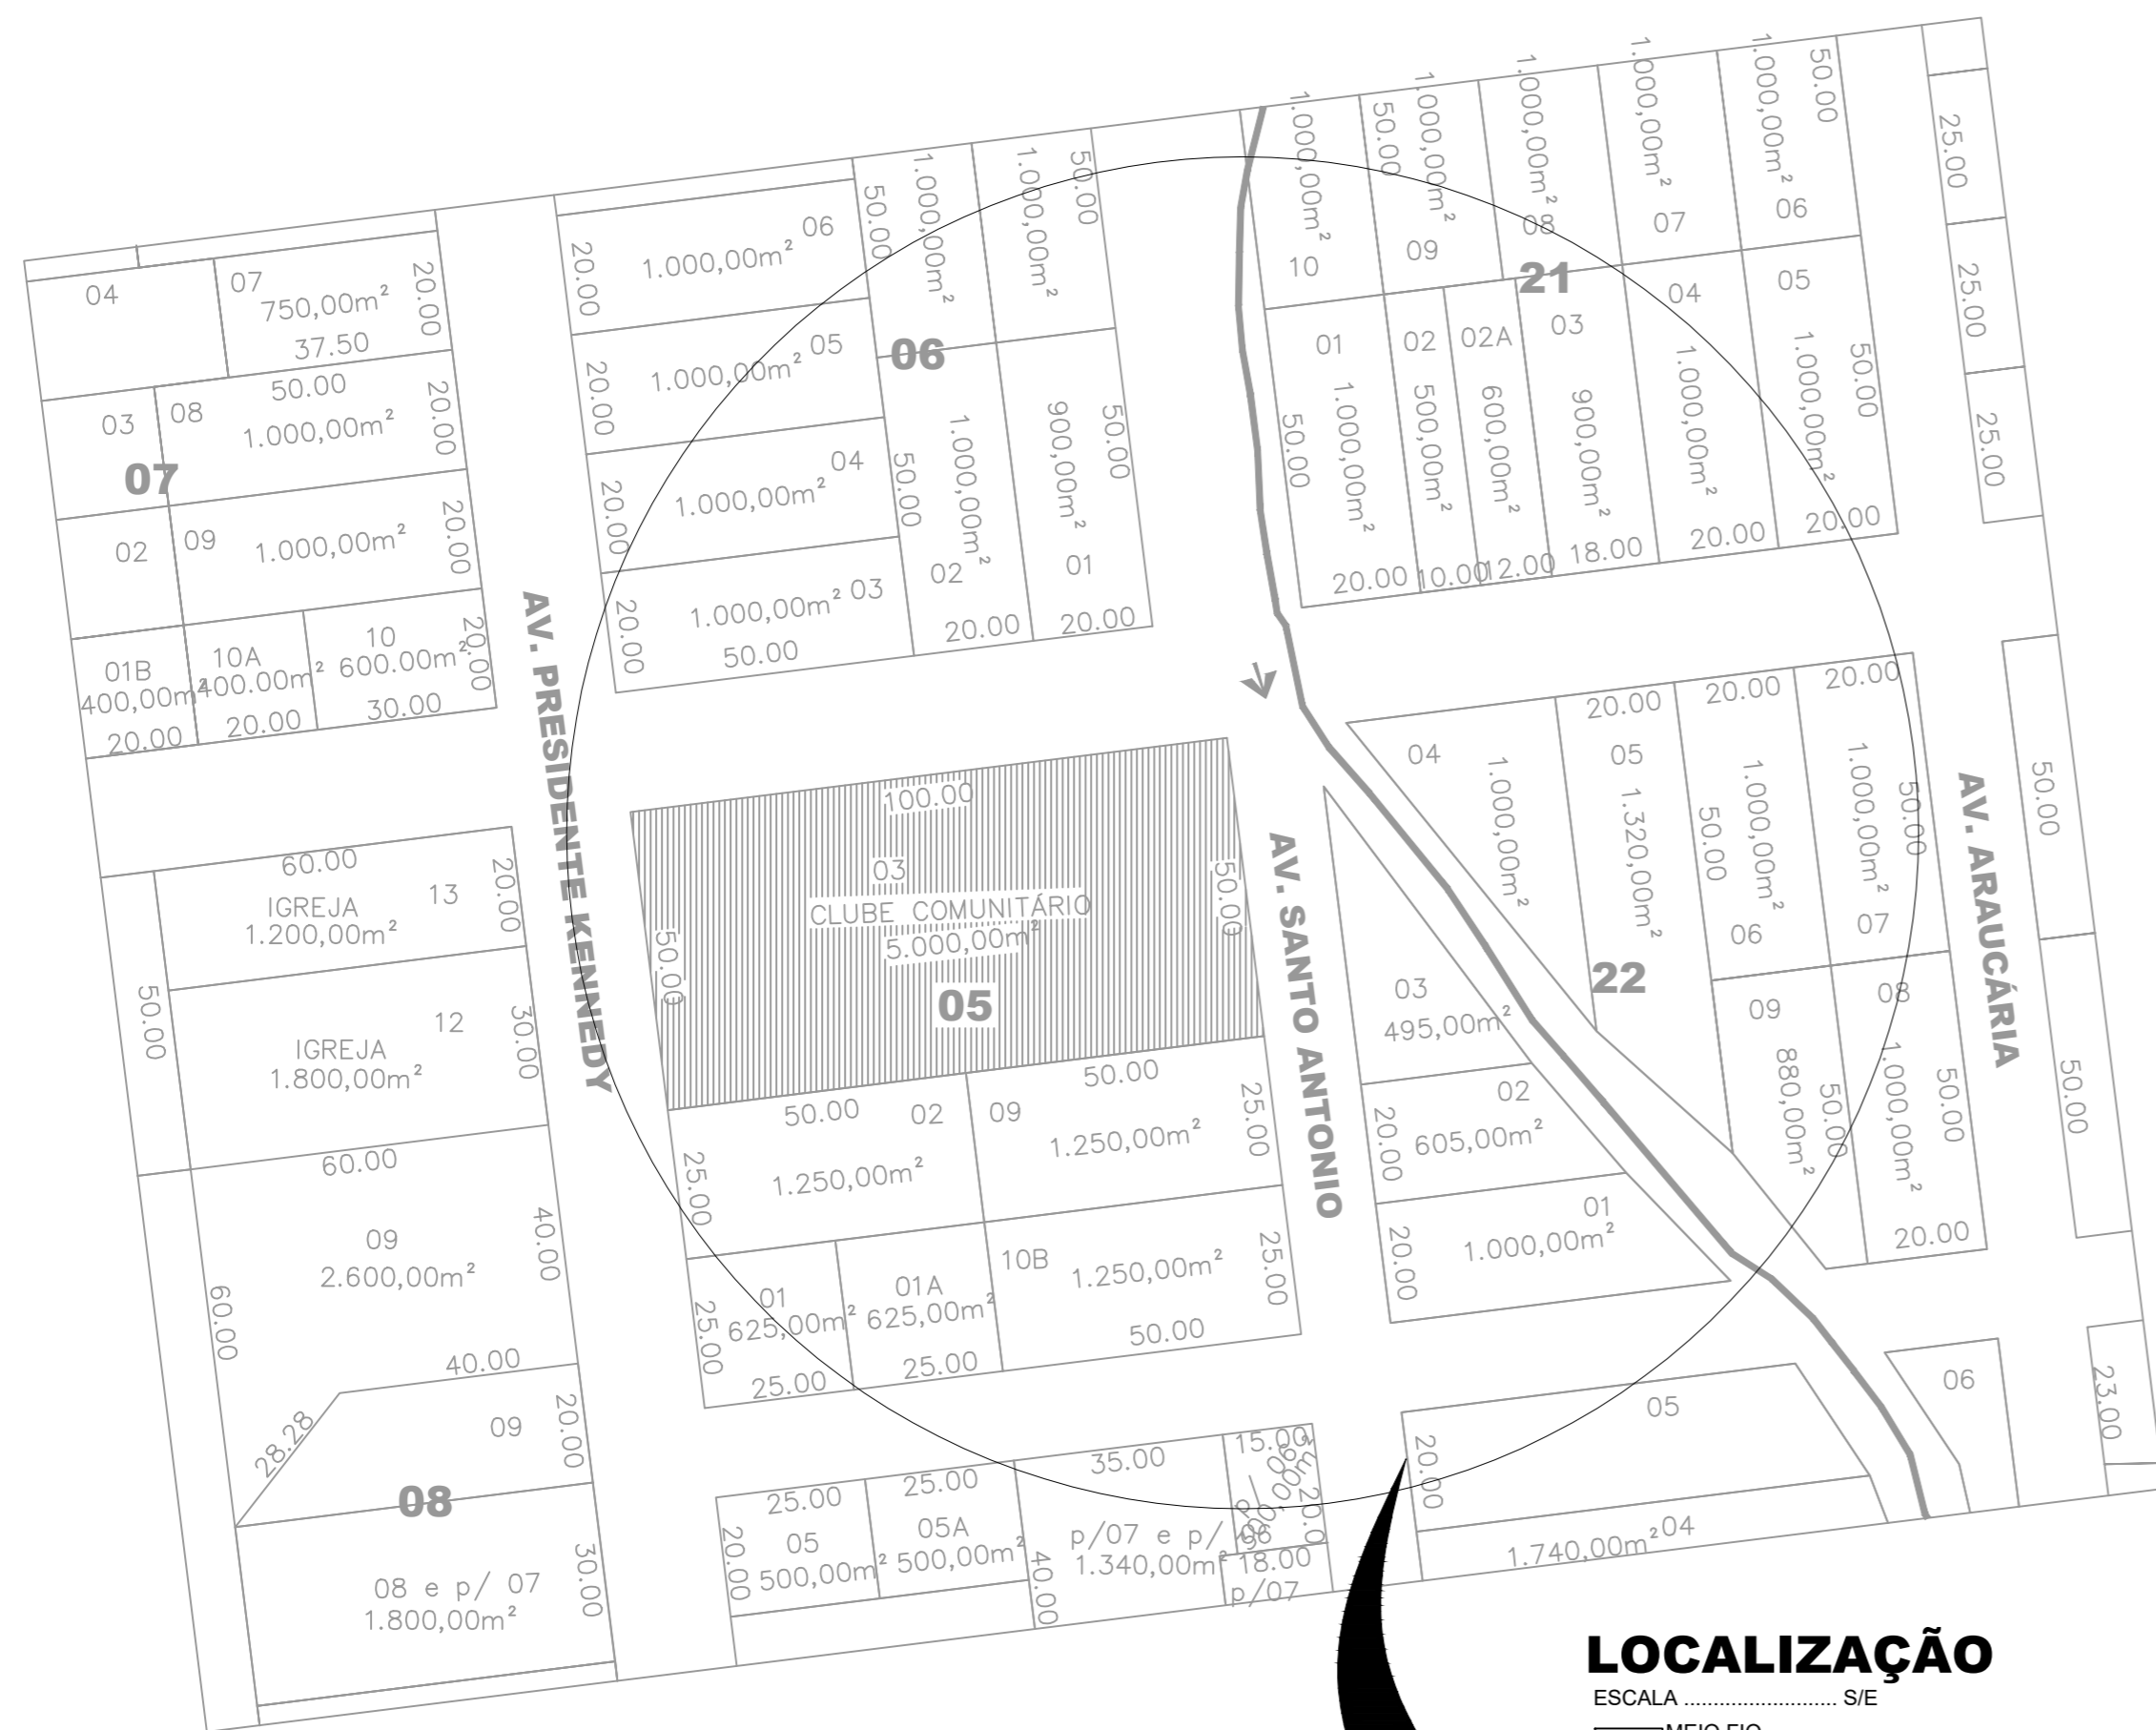 04
07
750,00m²
20.00
37.50
03
08
50.00
1.000,00m²
20.00
07
02
09
1.000,00m²
20.00
01B
400,00m²
20.00
10A
400.00m²
20.00
10
600.00m²
20.00
30.00
AV. PRESIDENTE KENNEDY
20.00
1.000,00m²
06
20.00
1.000,00m²
05
20.00
1.000,00m²
04
20.00
1.000,00m²
03
50.00
50.00
1.000,00m²
1.000,00m²
50.00
06
50.00
1.000,00m²
02
20.00
900,00m²
50.00
01
20.00
1.000,00m²
10
50.00
1.000,00m²
09
1.000,00m²
08
1.000,00m²
07
1.000,00m²
50.00
06
21
01
50.00
1.000,00m²
20.00
02
500,00m²
10.00
02A
600,00m²
12.00
03
900,00m²
18.00
04
1.000,00m²
20.00
05
1.000,00m²
50.00
20.00
25.00
25.00
25.00
60.00
IGREJA
1.200,00m²
13
20.00
50.00
IGREJA
1.800,00m²
12
30.00
60.00
09
2.600,00m²
40.00
60.00
40.00
28.28
09
20.00
08
08 e p/ 07
1.800,00m²
30.00
100.00
03
CLUBE COMUNITÁRIO
5.000,00m²
50.00
50.00
05
50.00
02
1.250,00m²
25.00
50.00
09
1.250,00m²
25.00
01
625,00m²
25.00
25.00
01A
625,00m²
25.00
10B
1.250,00m²
25.00
50.00
AV. SANTO ANTONIO
04
1.000,00m²
20.00
05
1.320,00m²
20.00
50.00
1.000,00m²
06
20.00
1.000,00m²
50.00
07
22
03
495,00m²
02
605,00m²
20.00
01
1.000,00m²
20.00
09
880,00m²
50.00
08
1.000,00m²
50.00
20.00
AV. ARAUCÁRIA
50.00
50.00
23.00
25.00
05
500,00m²
20.00
25.00
05A
500,00m²
35.00
p/07 e p/ 06
1.340,00m²
40.00
15.00
18.00
p/07
05
20.00
1.740,00m²
04
06
LOCALIZAÇÃO
ESCALA .......................... S/E
MEIO FIO